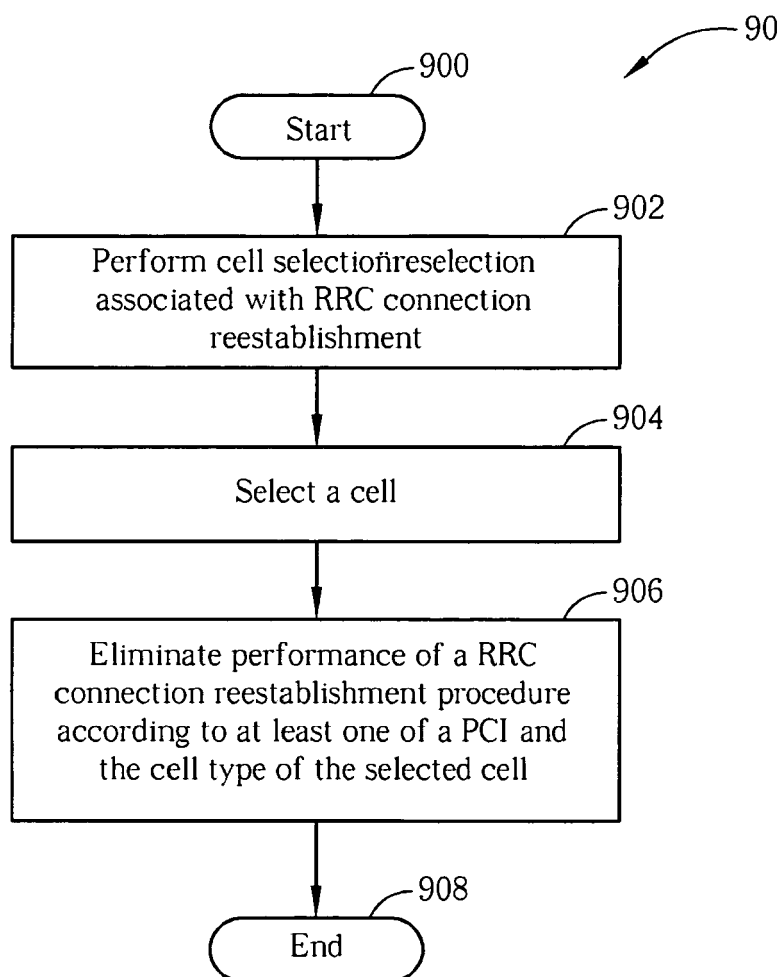 90
900
Start
902
Perform cell selectionñreselection
associated with RRC connection
reestablishment
904
Select a cell
906
Eliminate performance of a RRC
connection reestablishment procedure
according to at least one of a PCI and
the cell type of the selected cell
908
End